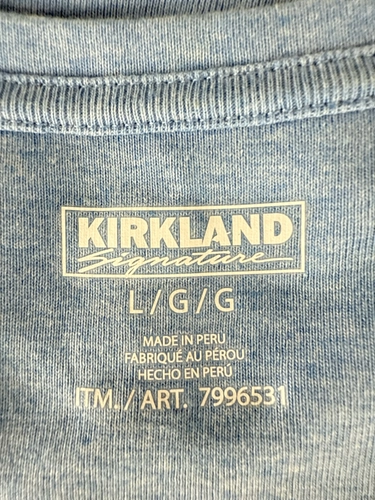 KIRKLAND
Signature
L/G/G
MADE IN PERU
FABRIQUÉ AU PÉROU
HECHO EN PERÚ
ITM./ ART. 7996531